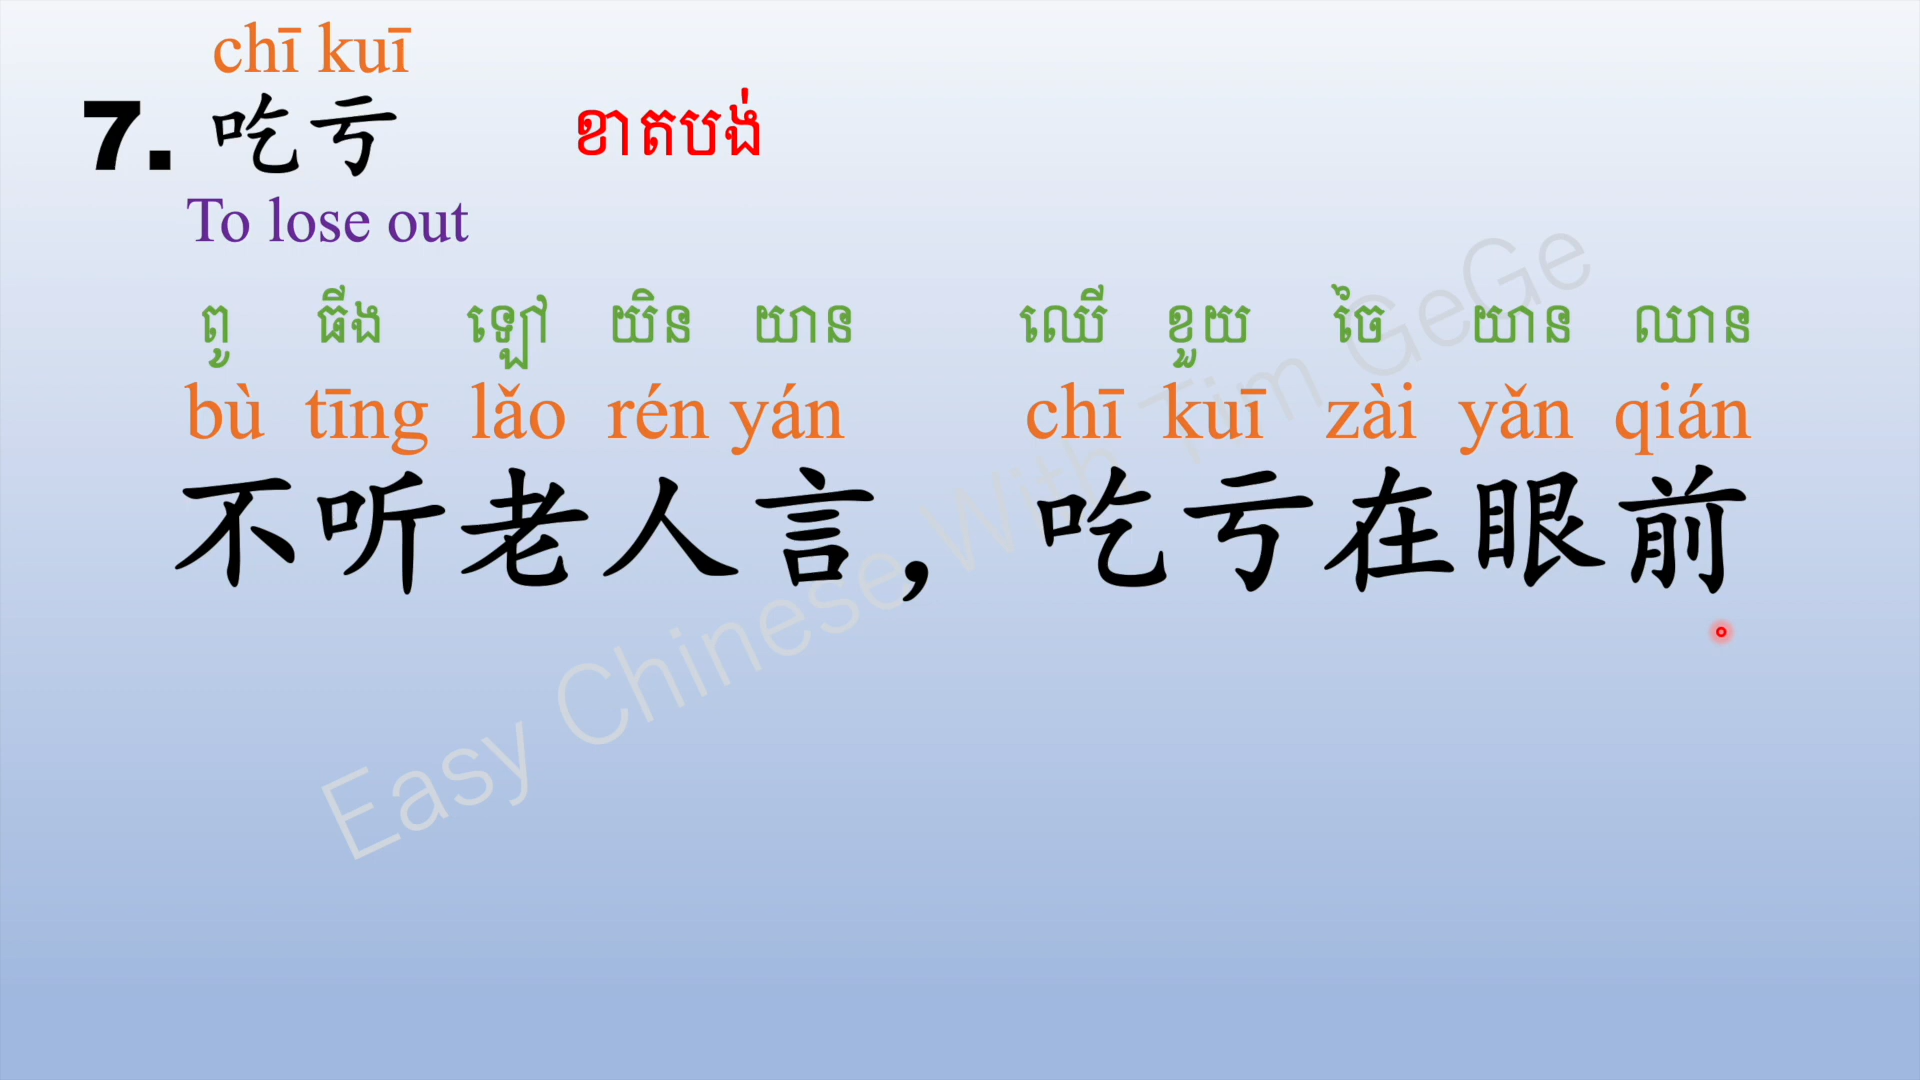 chī kuī
7. 吃亏 ខាតបង់
To lose out
ពូ ធីង ឡៅ យិន យាន ឈើ ខួយ ចៃ យាន ឈាន
bù tīng lǎo rén yán chī kuī zài yǎn qián
不听老人言，吃亏在眼前
Easy Chinese With Tim GeGe